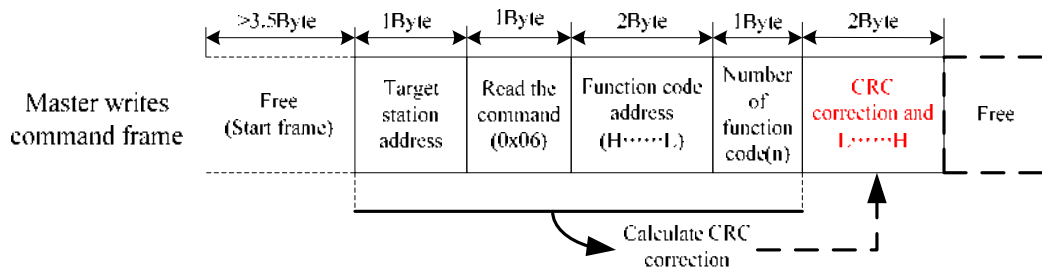 >3.5Byte 1Byte 1Byte 2Byte 1Byte 2Byte
Master writes
command frame
Free
(Start frame)
Target
station
address
Read the
command
(0x06)
Function code
address
(H······L)
Number
of
function
code(n)
CRC
correction and
L······H
Free
Calculate CRC
correction